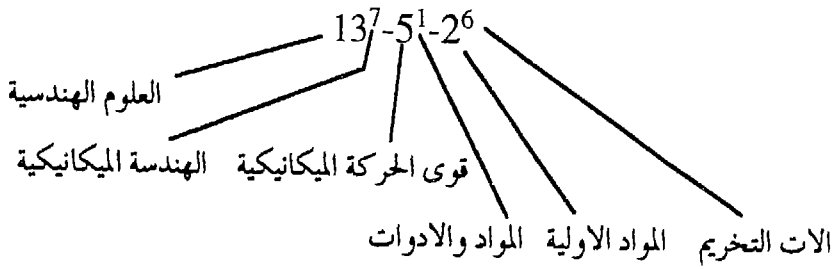 13⁷-5¹-2⁶
العلوم الهندسية
الهندسة الميكانيكية قوى الحركة الميكانيكية
المواد والادوات المواد الاولية الات التخريم